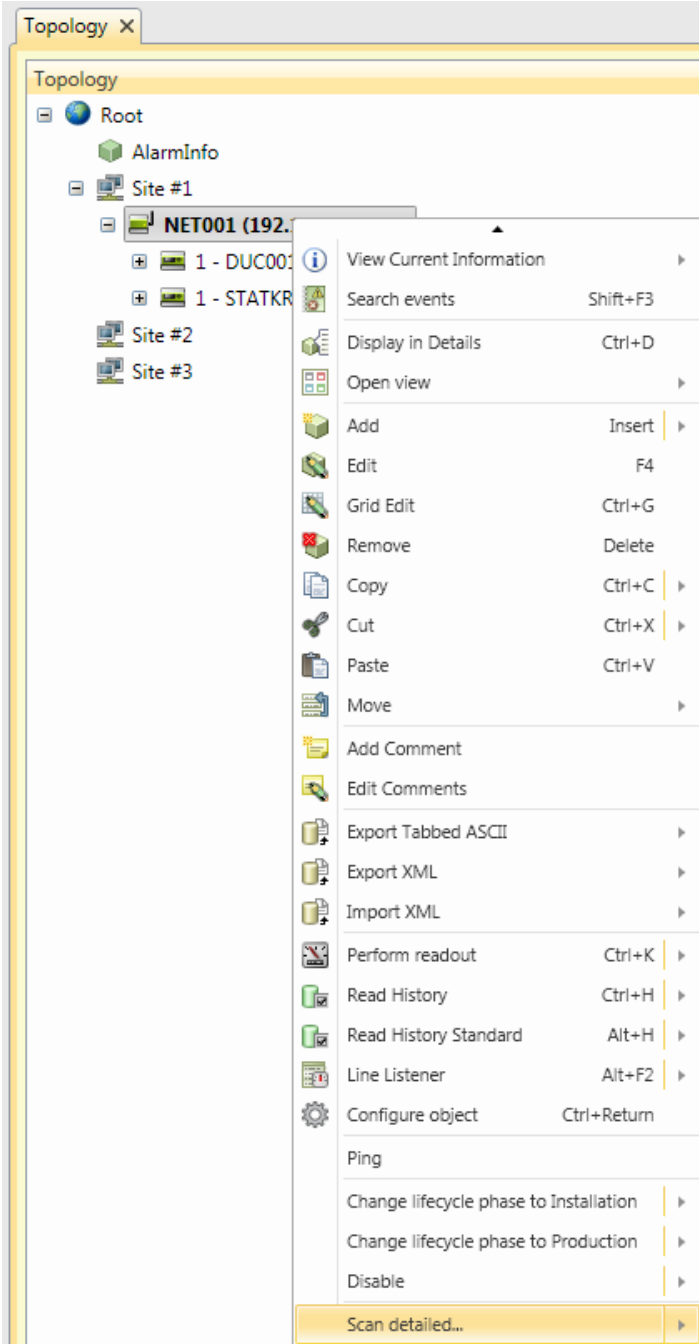 Topology
Topology
Root
AlarmInfo
Site #1
NET001 (192.
1 - DUC001
1 - STATKR
Site #2
Site #3
View Current Information
Search events Shift+F3
Display in Details Ctrl+D
Open view
Add Insert
Edit F4
Grid Edit Ctrl+G
Remove Delete
Copy Ctrl+C
Cut Ctrl+X
Paste Ctrl+V
Move
Add Comment
Edit Comments
Export Tabbed ASCII
Export XML
Import XML
Perform readout Ctrl+K
Read History Ctrl+H
Read History Standard Alt+H
Line Listener Alt+F2
Configure object Ctrl+Return
Ping
Change lifecycle phase to Installation
Change lifecycle phase to Production
Disable
Scan detailed...